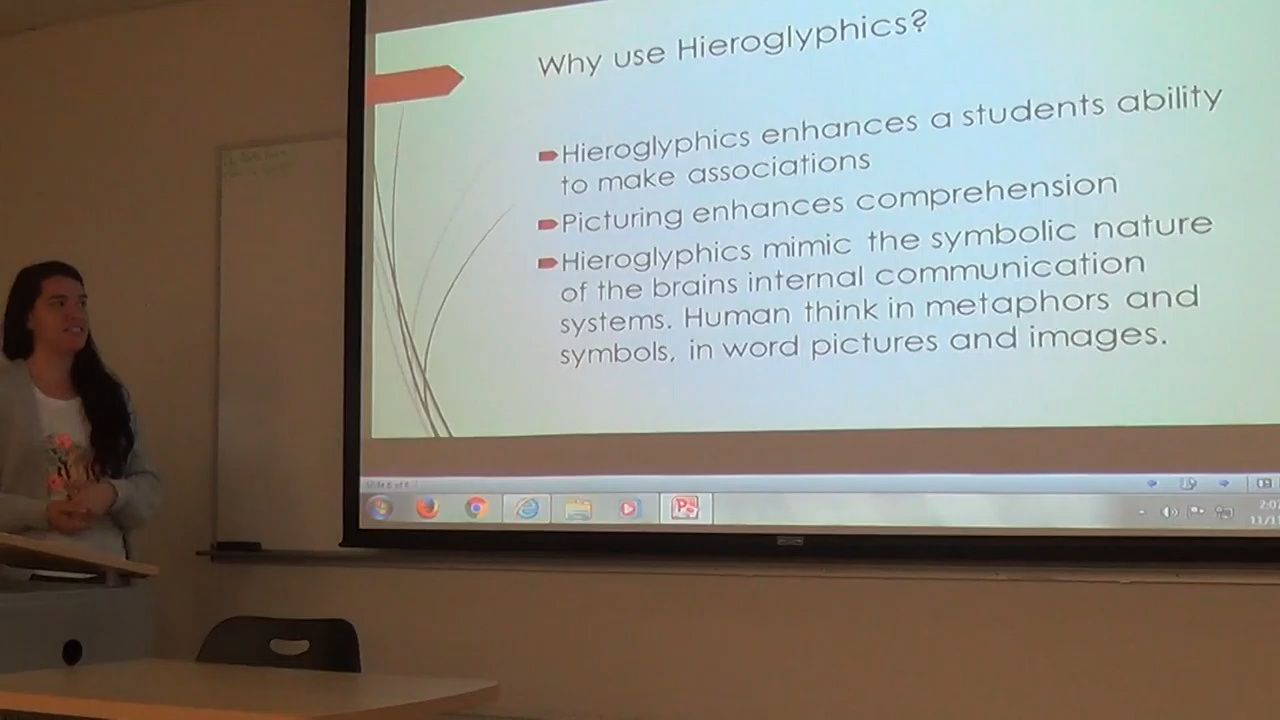 Why use Hieroglyphics?
Hieroglyphics enhances a students ability
to make associations
Picturing enhances comprehension
Hieroglyphics mimic the symbolic nature
of the brains internal communication
systems. Human think in metaphors and
symbols, in word pictures and images.